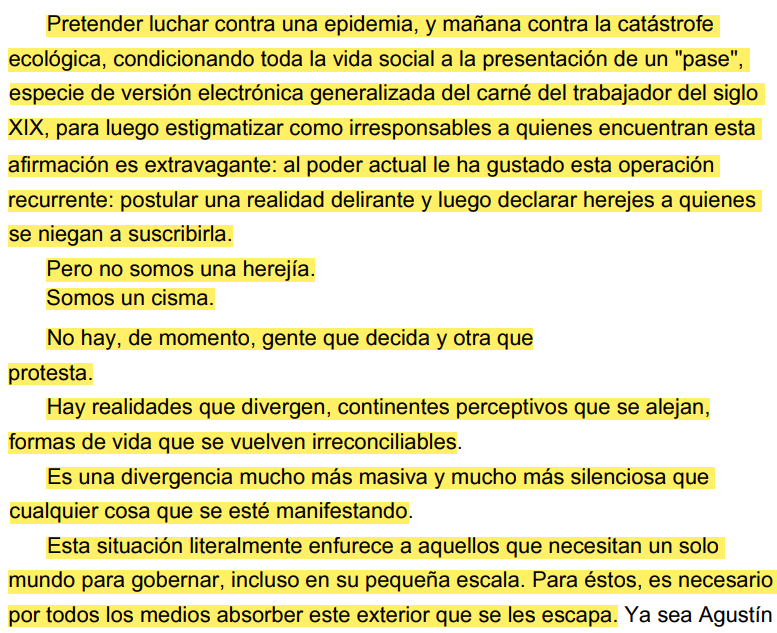 Pretender luchar contra una epidemia, y mañana contra la catástrofe
ecológica, condicionando toda la vida social a la presentación de un "pase",
especie de versión electrónica generalizada del carné del trabajador del siglo
XIX, para luego estigmatizar como irresponsables a quienes encuentran esta
afirmación es extravagante: al poder actual le ha gustado esta operación
recurrente: postular una realidad delirante y luego declarar herejes a quienes
se niegan a suscribirla.
Pero no somos una herejía.
Somos un cisma.
No hay, de momento, gente que decida y otra que
protesta.
Hay realidades que divergen, continentes perceptivos que se alejan,
formas de vida que se vuelven irreconciliables.
Es una divergencia mucho más masiva y mucho más silenciosa que
cualquier cosa que se esté manifestando.
Esta situación literalmente enfurece a aquellos que necesitan un solo
mundo para gobernar, incluso en su pequeña escala. Para éstos, es necesario
por todos los medios absorber este exterior que se les escapa. Ya sea Agustín